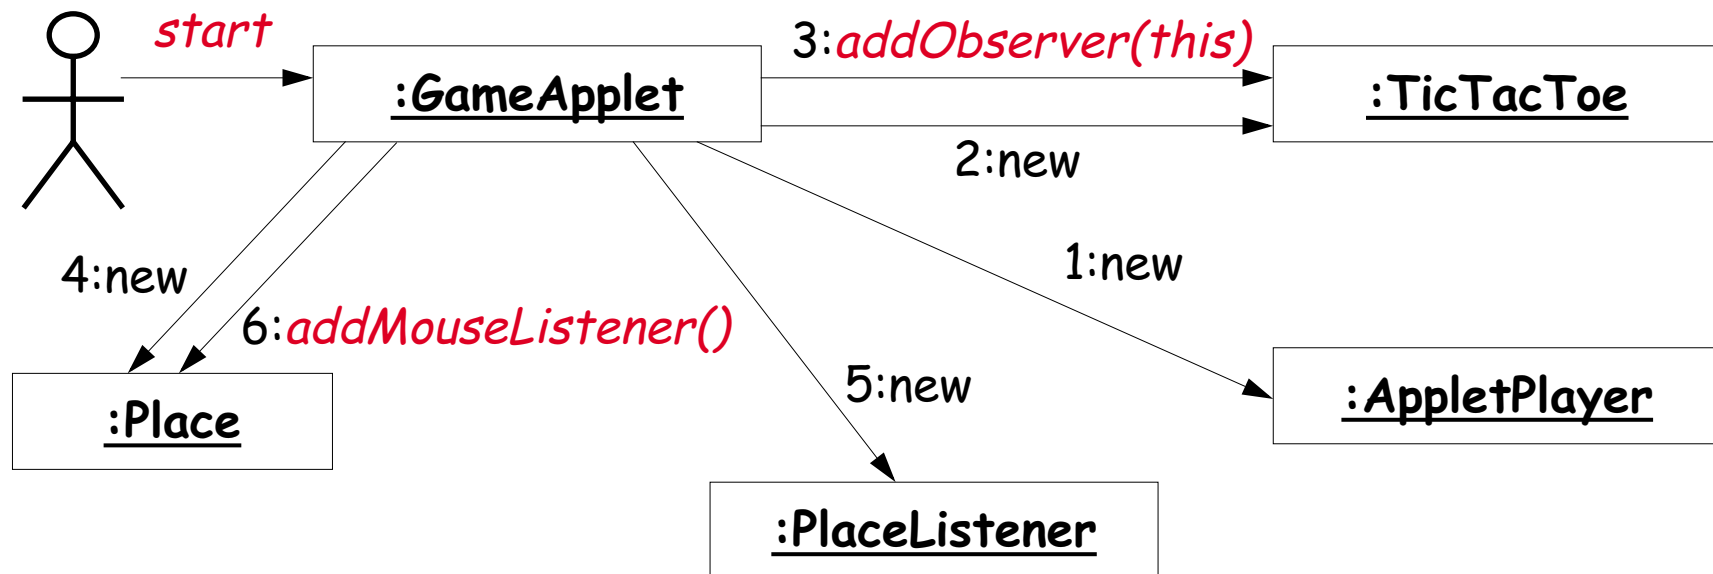 start
3:addObserver(this)
:GameApplet
:TicTacToe
2:new
4:new
1:new
6:addMouseListener()
5:new
:Place
:AppletPlayer
:PlaceListener